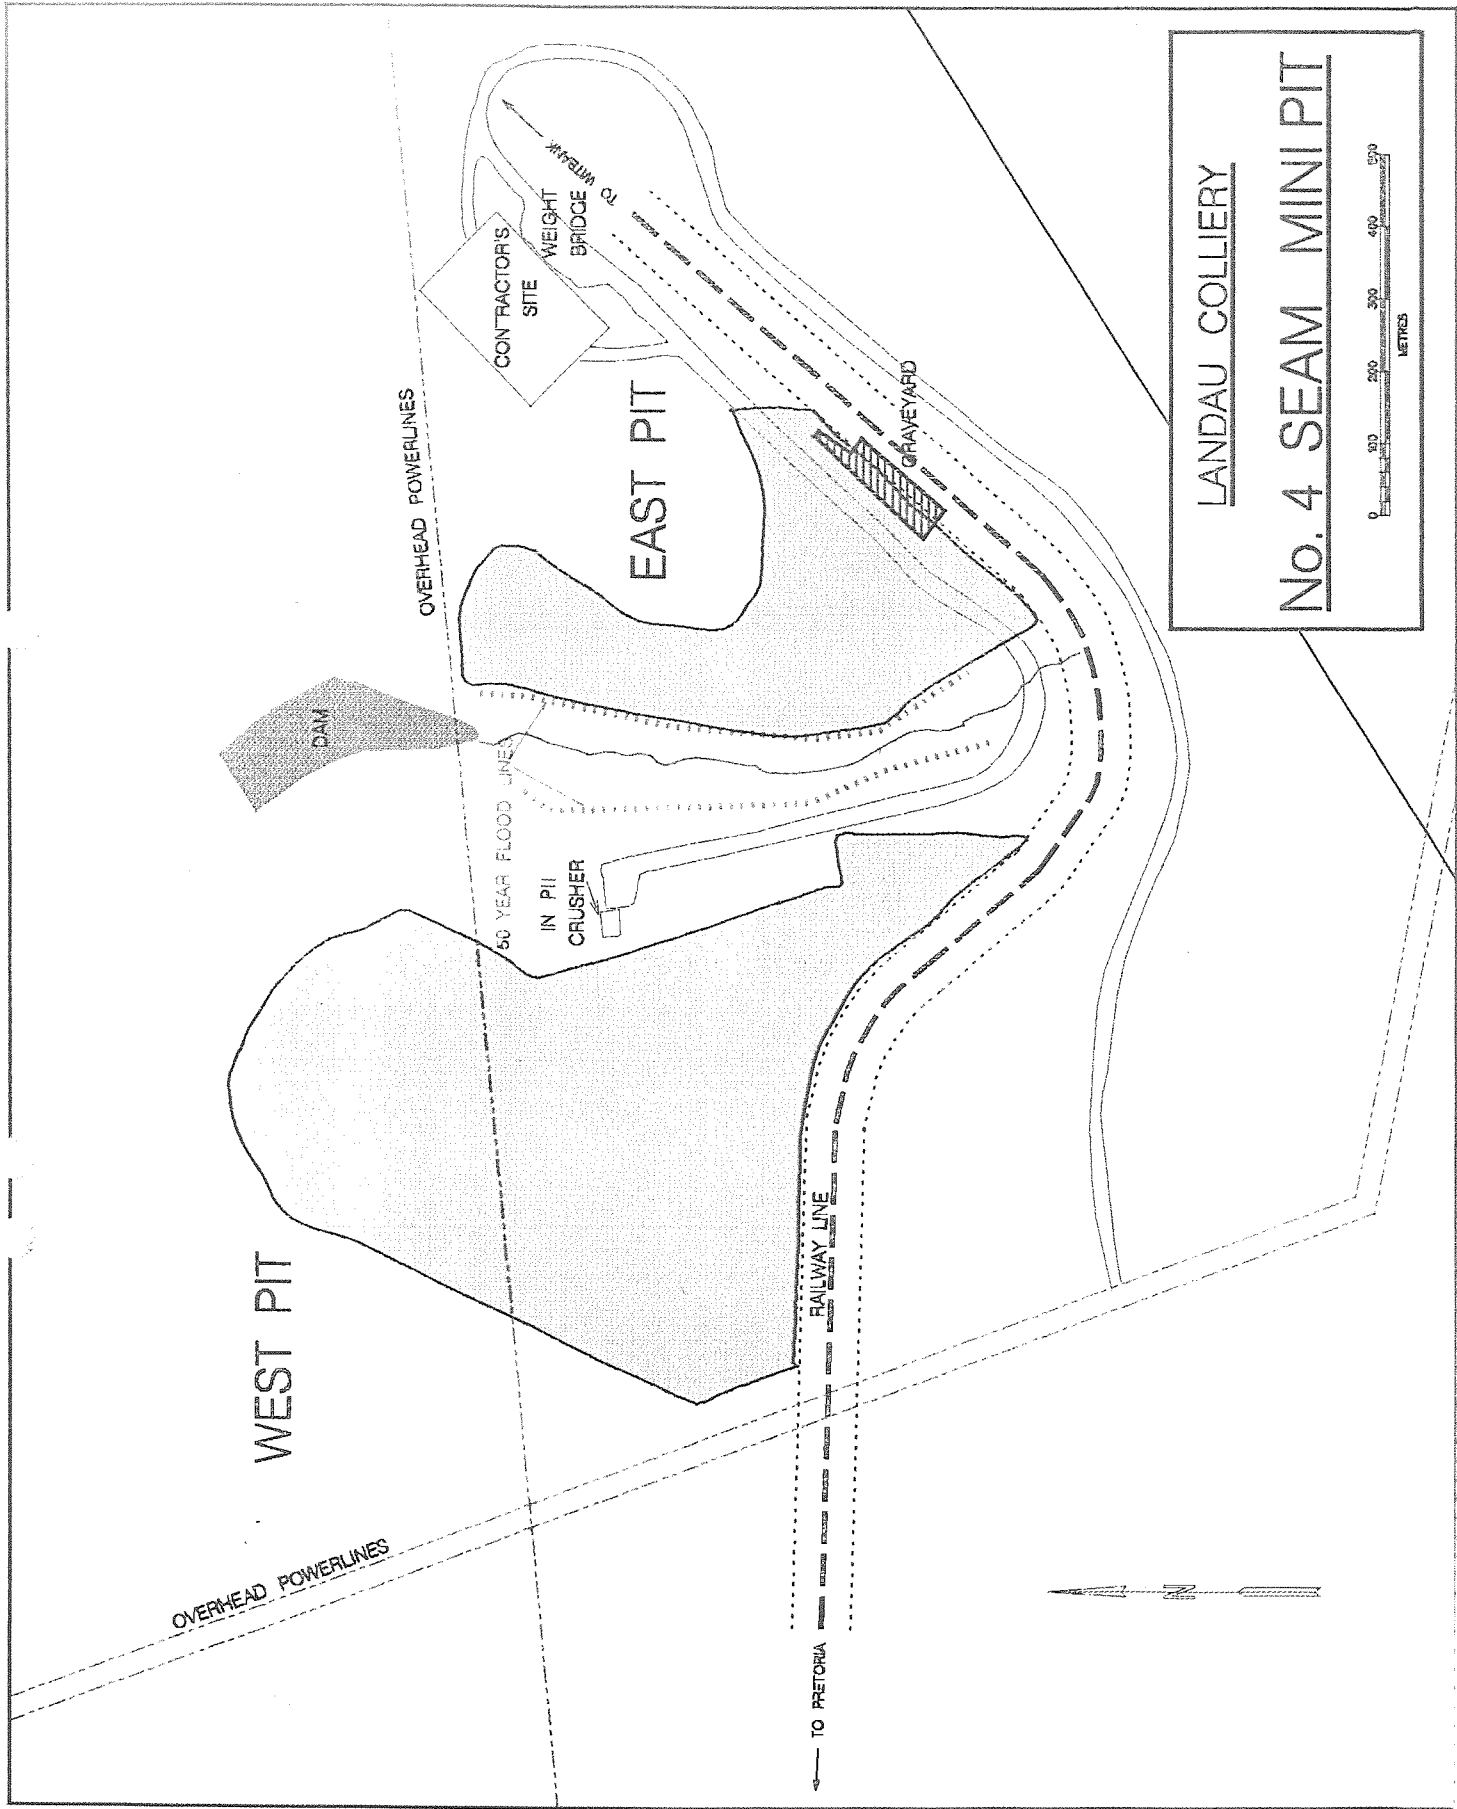 WEST PIT
OVERHEAD POWERLINES
DAM
OVERHEAD POWERLINES
50 YEAR FLOOD LINES
IN PIT
CRUSHER
EAST PIT
CONTRACTOR'S
SITE
WEIGHT
BRIDGE
TO WITBANK
GRAVEYARD
RAILWAY LINE
TO PRETORIA
N
LANDAU COLLIERY
No. 4 SEAM MINI PIT
0 100 200 300 400 500
METRES